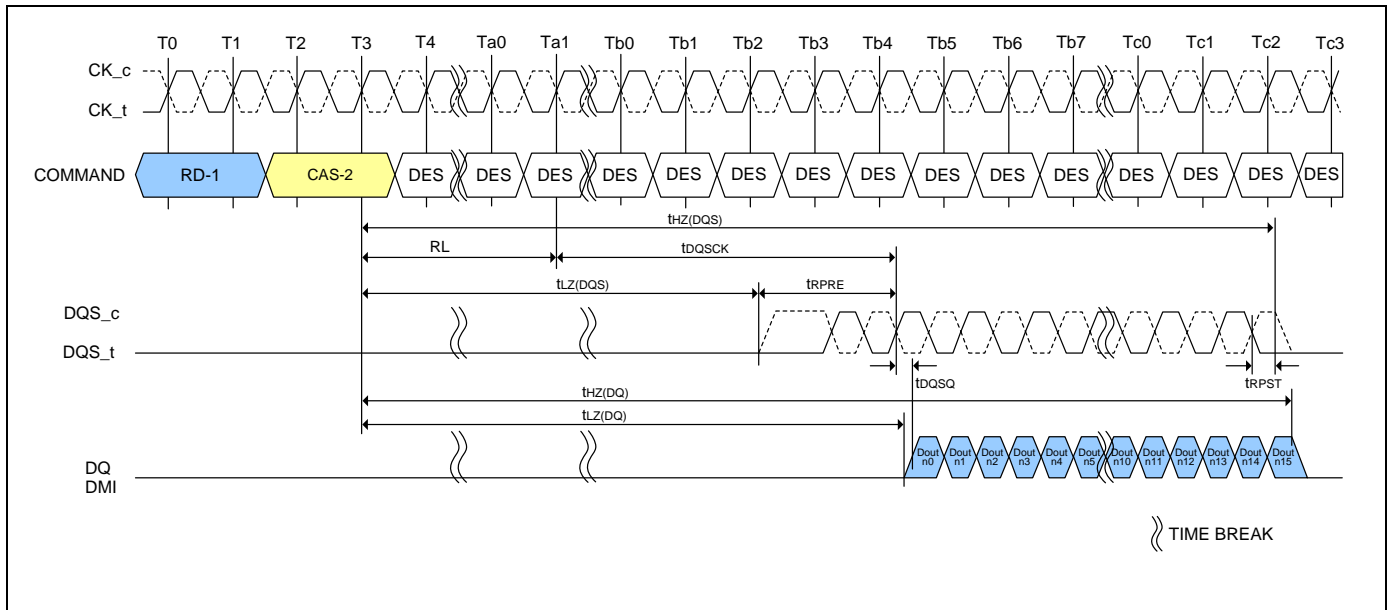 T0 T1 T2 T3 T4 Ta0 Ta1 Tb0 Tb1 Tb2 Tb3 Tb4 Tb5 Tb6 Tb7 Tc0 Tc1 Tc2 Tc3
CK_c
CK_t
COMMAND RD-1 CAS-2 DES DES DES DES DES DES DES DES DES DES DES DES DES DES DES
tHZ(DQS)
RL tDQSCK
tLZ(DQS) tRPRE
DQS_c
DQS_t
tDQSQ tRPST
tHZ(DQ)
tLZ(DQ)
Dout Dout Dout Dout Dout Dout Dout Dout Dout Dout Dout Dout
n0 n1 n2 n3 n4 n5 n10 n11 n12 n13 n14 n15
DQ
DMI
TIME BREAK